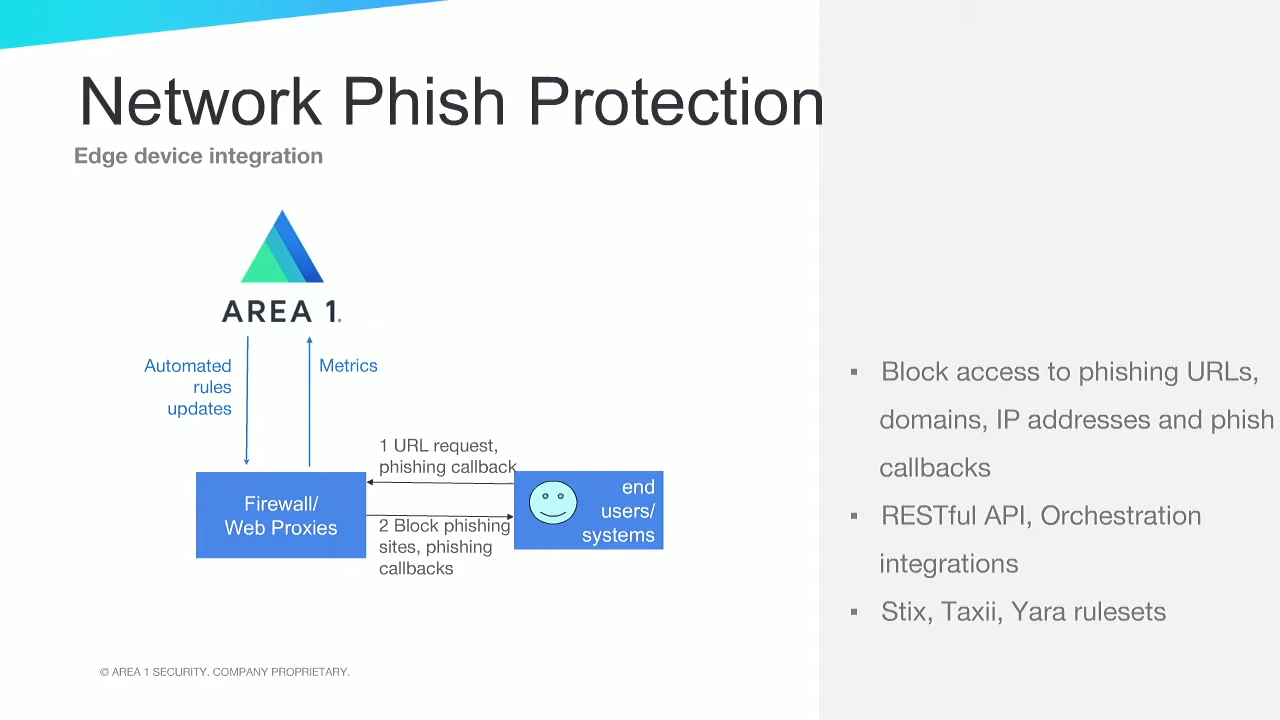 Network Phish Protection
Edge device integration
AREA 1.
Automated
rules
updates
Metrics
1 URL request,
phishing callback
Firewall/
Web Proxies
end
users/
systems
2 Block phishing
sites, phishing
callbacks
▪ Block access to phishing URLs,
domains, IP addresses and phish
callbacks
▪ RESTful API, Orchestration
integrations
▪ Stix, Taxii, Yara rulesets
© AREA 1 SECURITY. COMPANY PROPRIETARY.